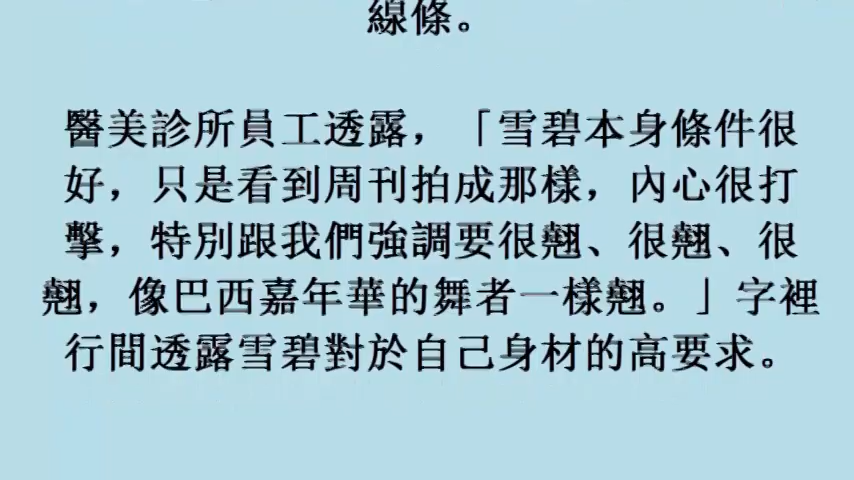 線條。
醫美診所員工透露，「雪碧本身條件很
好，只是看到周刊拍成那樣，內心很打
擊，特別跟我們強調要很翹、很翹、很
翹，像巴西嘉年華的舞者一樣翹。」字裡
行間透露雪碧對於自己身材的高要求。